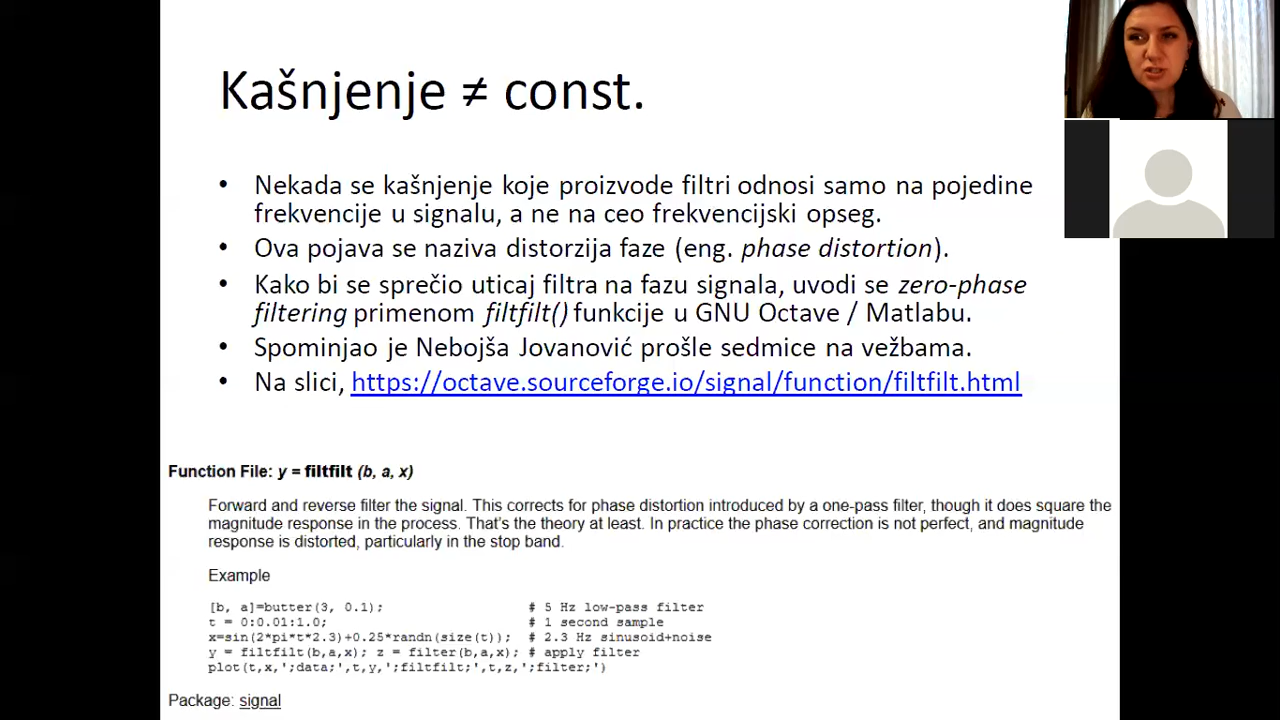 Kašnjenje ≠ const.
• Nekada se kašnjenje koje proizvode filtri odnosi samo na pojedine
frekvencije u signalu, a ne na ceo frekvencijski opseg.
• Ova pojava se naziva distorzija faze (eng. phase distortion).
• Kako bi se sprečio uticaj filtra na fazu signala, uvodi se zero-phase
filtering primenom filtfilt() funkcije u GNU Octave / Matlabu.
• Spominjao je Nebojša Jovanović prošle sedmice na vežbama.
• Na slici, https://octave.sourceforge.io/signal/function/filtfilt.html
Function File: y = filtfilt (b, a, x)
Forward and reverse filter the signal. This corrects for phase distortion introduced by a one-pass filter, though it does square the
magnitude response in the process. That's the theory at least. In practice the phase correction is not perfect, and magnitude
response is distorted, particularly in the stop band.
Example
[b, a]=butter(3, 0.1); # 5 Hz low-pass filter
t = 0:0.01:1.0; # 1 second sample
x=sin(2*pi*t*2.3)+0.25*randn(size(t)); # 2.3 Hz sinusoid+noise
y = filtfilt(b,a,x); z = filter(b,a,x); # apply filter
plot(t,x,';data;',t,y,';filtfilt;',t,z,';filter;')
Package: signal